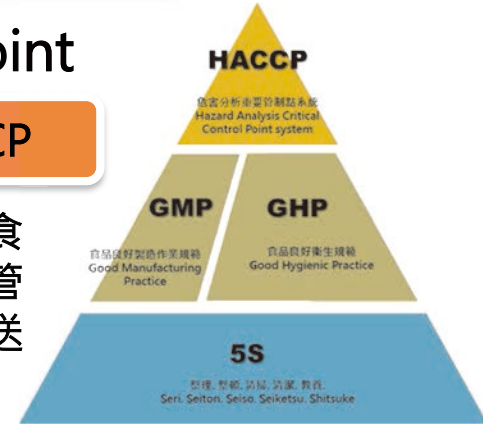 oint
CP
食
管
送
HACCP
危害分析重要管制點系統
Hazard Analysis Critical
Control Point system
GMP
食品良好製造作業規範
Good Manufacturing
Practice
GHP
食品良好衛生規範
Good Hygienic Practice
5S
整理, 整頓, 清掃, 清潔, 教養,
Seri, Seiton, Seiso, Seiketsu, Shitsuke